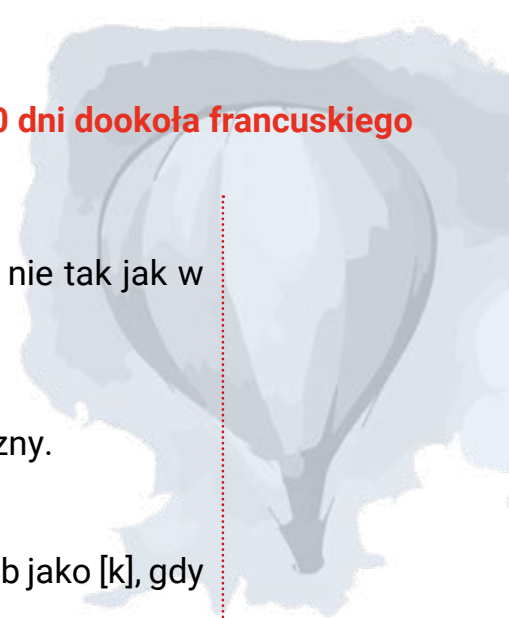 0 dni dookoła francuskiego
nie tak jak w
zny.
b jako [k], gdy